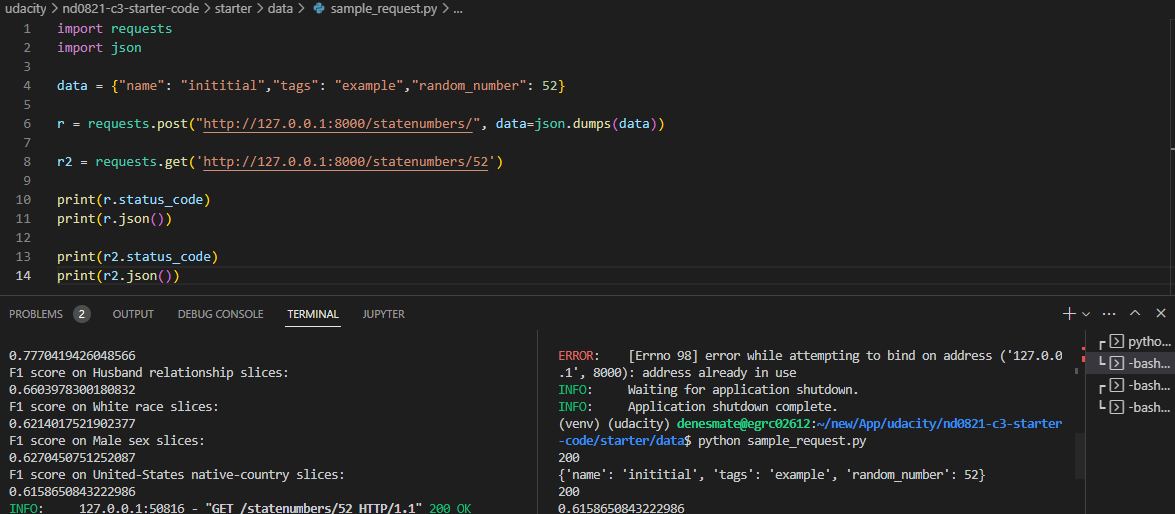 udacity > nd0821-c3-starter-code > starter > data > sample_request.py > ...
1 import requests
2 import json
3
4 data = {"name": "inititial","tags": "example","random_number": 52}
5
6 r = requests.post("http://127.0.0.1:8000/statenumbers/", data=json.dumps(data))
7
8 r2 = requests.get('http://127.0.0.1:8000/statenumbers/52')
9
10 print(r.status_code)
11 print(r.json())
12
13 print(r2.status_code)
14 print(r2.json())
PROBLEMS 2 OUTPUT DEBUG CONSOLE TERMINAL JUPYTER
0.7770419426048566
F1 score on Husband relationship slices:
0.6603978300180832
F1 score on White race slices:
0.6214017521902377
F1 score on Male sex slices:
0.6270450751252087
F1 score on United-States native-country slices:
0.6158650843222986
INFO: 127.0.0.1:50816 - "GET /statenumbers/52 HTTP/1.1" 200 OK
ERROR: [Errno 98] error while attempting to bind on address ('127.0.0
.1', 8000): address already in use
INFO: Waiting for application shutdown.
INFO: Application shutdown complete.
(venv) (udacity) denesmate@egrc02612:~/new/App/udacity/nd0821-c3-starter
-code/starter/data$ python sample_request.py
200
{'name': 'inititial', 'tags': 'example', 'random_number': 52}
200
0.6158650843222986
pytho...
-bash...
-bash...
-bash...